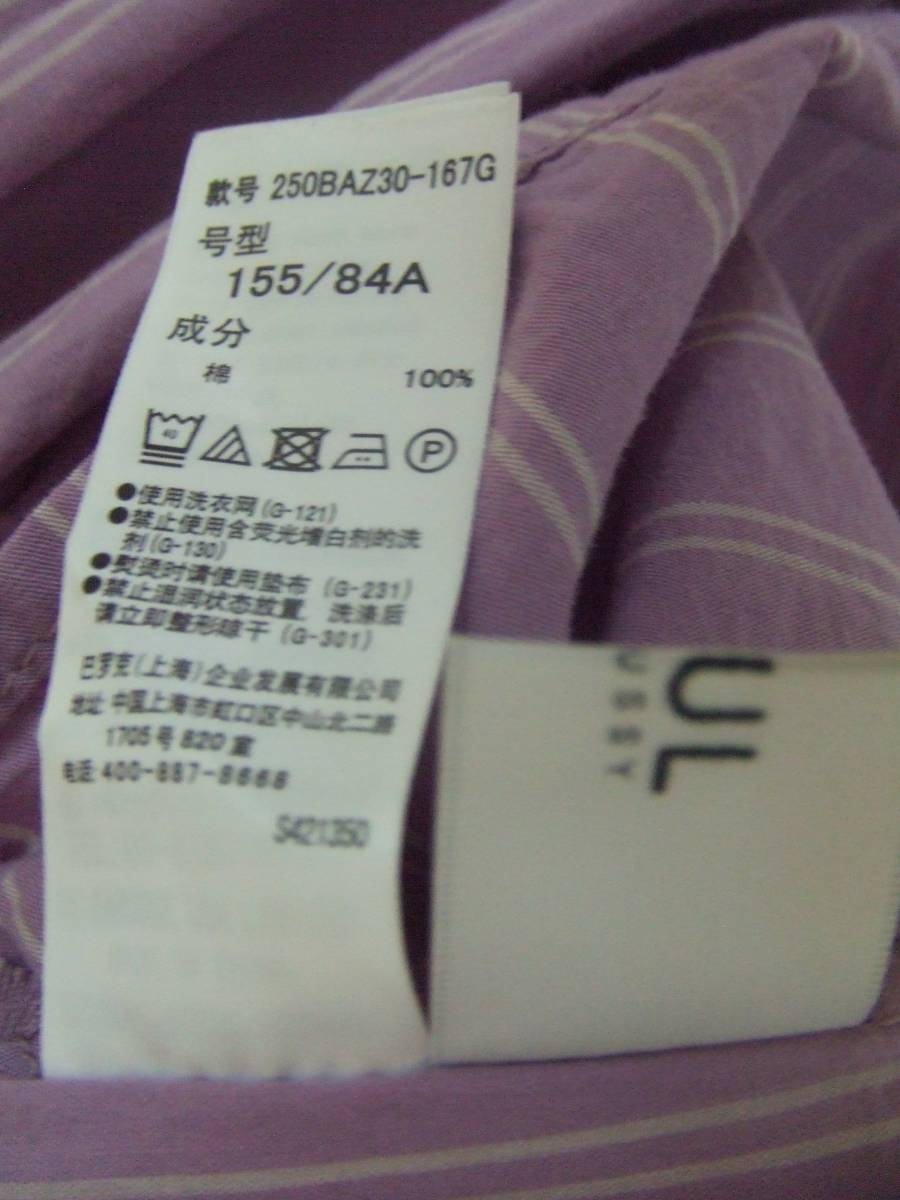 款号 250BAZ30-167G
号型
155/84A
成分
棉 100%
40 P
●使用洗衣网(G-121)
●禁止使用含荧光增白剂的洗
剂(G-130)
●熨烫时请使用垫布 (G-231)
●禁止湿润状态放置, 洗涤后
请立即整形晾干 (G-301)
巴罗克(上海)企业发展有限公司
地址:中国上海市虹口区中山北二路
1705号820室
电话:400-887-8668
S421350
UL
USSY